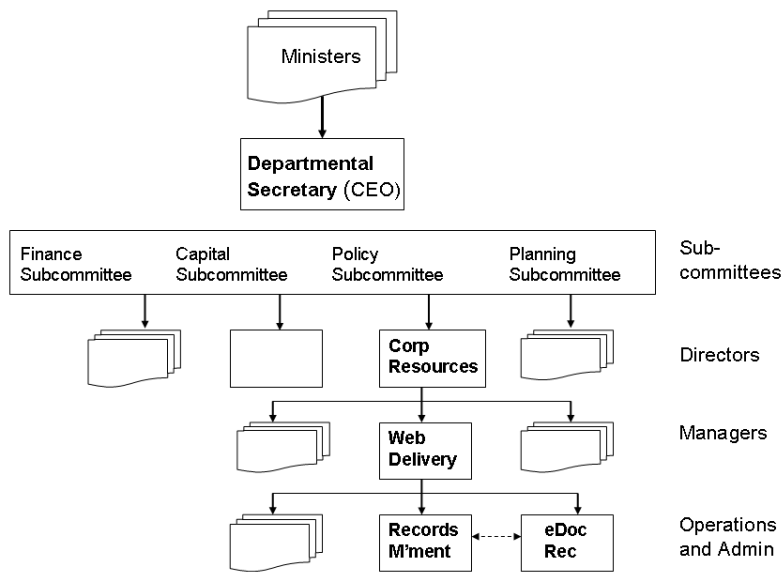 Ministers
Departmental
Secretary (CEO)
Finance
Subcommittee
Capital
Subcommittee
Policy
Subcommittee
Planning
Subcommittee
Sub-
committees
Corp
Resources
Directors
Web
Delivery
Managers
Records
M'ment
eDoc
Rec
Operations
and Admin